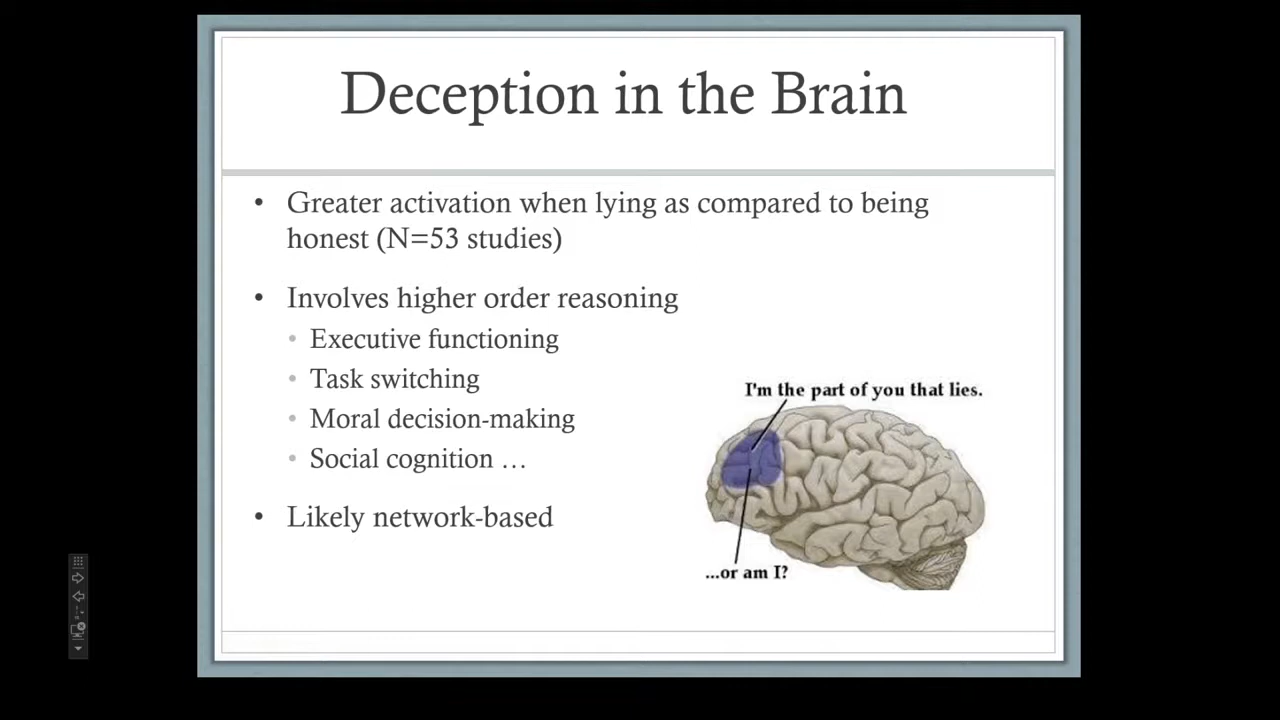 Deception in the Brain
• Greater activation when lying as compared to being
honest (N=53 studies)
• Involves higher order reasoning
• Executive functioning
• Task switching
• Moral decision-making
• Social cognition …
• Likely network-based
I'm the part of you that lies.
...or am I?